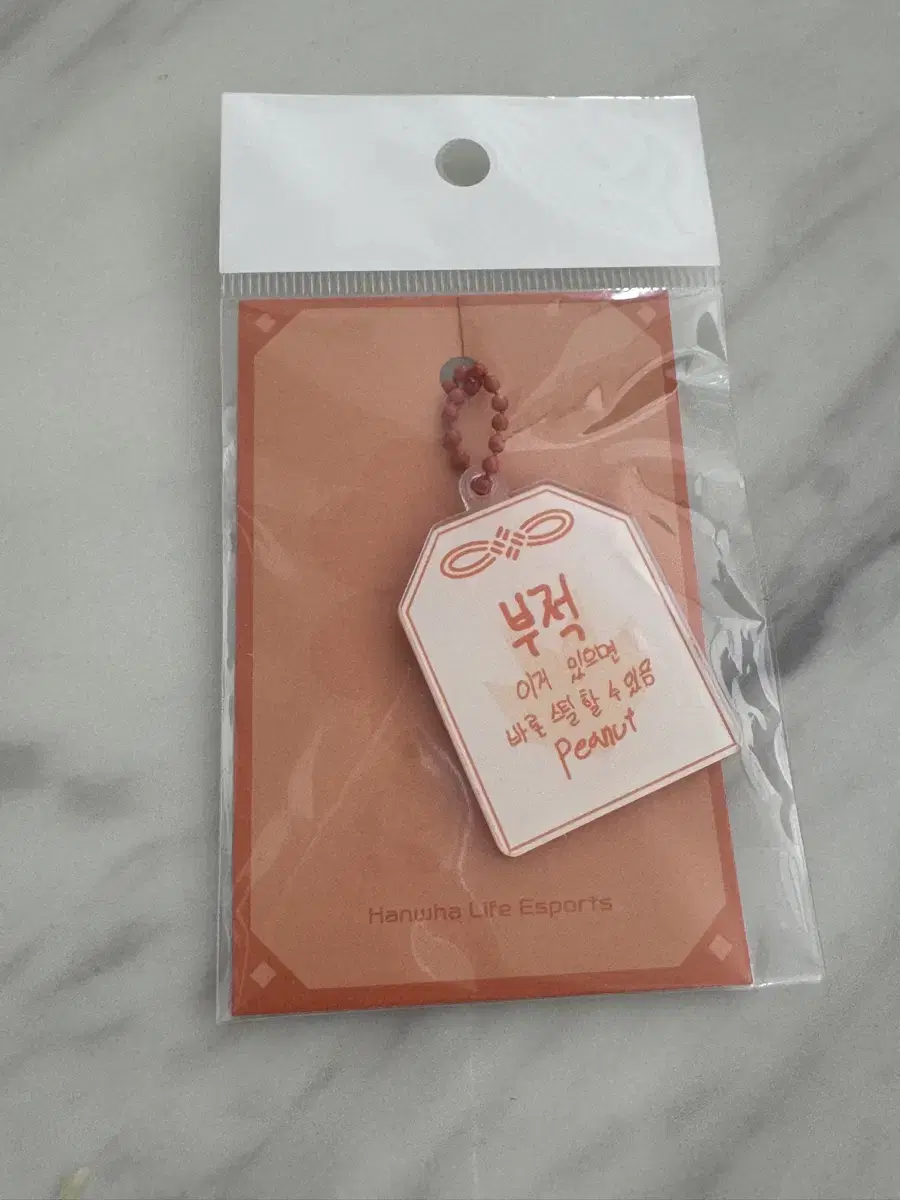 부적
이거 있으면
바로 스틸 할 수 있음
Peanut
Hanwha Life Esports